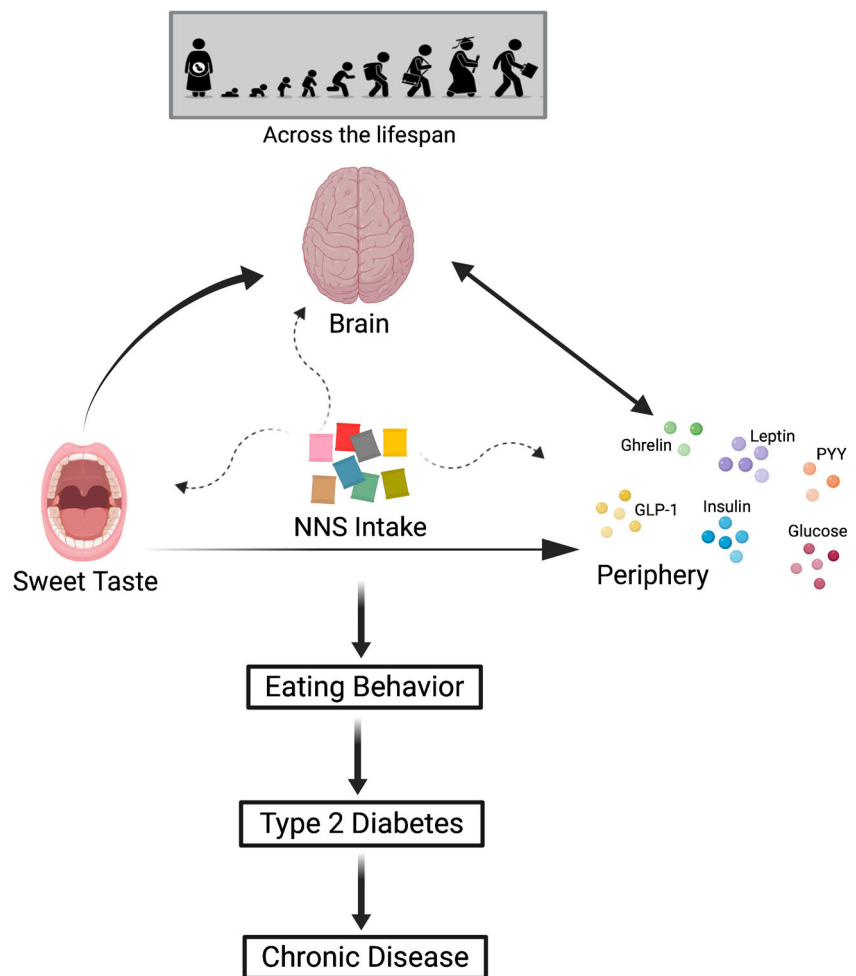 Across the lifespan
Brain
Ghrelin
Leptin
PYY
GLP-1
Insulin
Glucose
NNS Intake
Sweet Taste
Periphery
Eating Behavior
Type 2 Diabetes
Chronic Disease